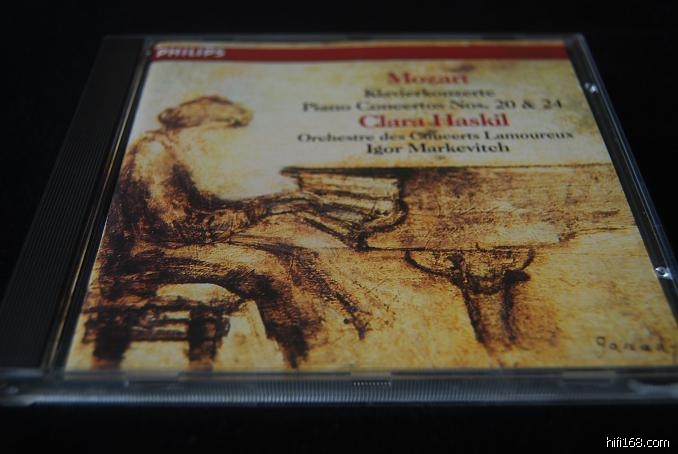 PHILIPS
Mozart
Klavierkonzerte
Piano Concertos Nos. 20 & 24
Clara Haskil
Orchestre des Concerts Lamoureux
Igor Markevitch
hifi168.com